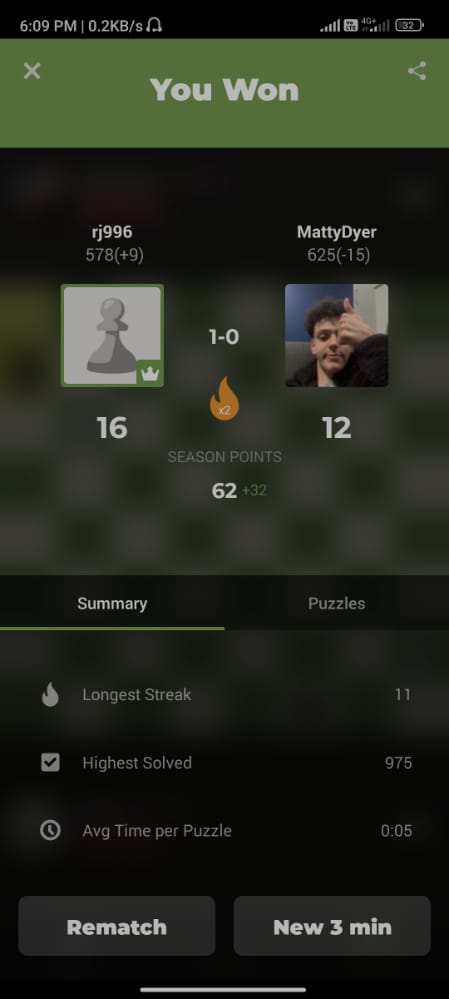 6:09 PM | 0.2KB/s
Vo LTE 4G+ 32
You Won
rj996 MattyDyer
578(+9) 625(-15)
1-0
x2
16 12
SEASON POINTS
62 +32
Summary Puzzles
Longest Streak 11
Highest Solved 975
Avg Time per Puzzle 0:05
Rematch New 3 min